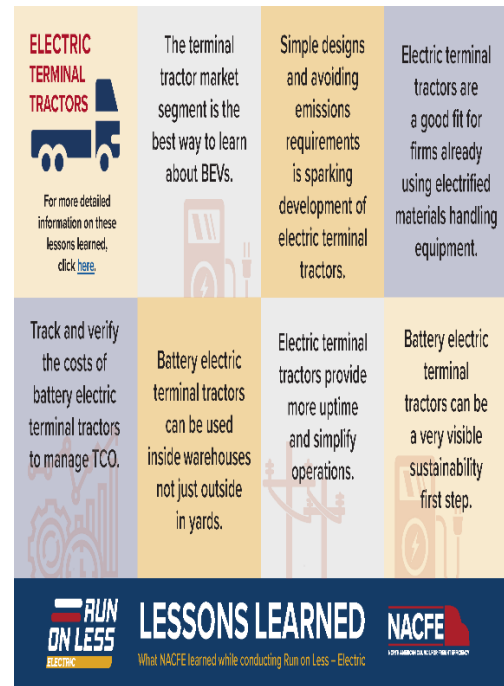 ELECTRIC
TERMINAL
TRACTORS
For more detailed
information on these
lessons learned,
click here.
The terminal
tractor market
segment is the
best way to learn
about BEVs.
Simple designs
and avoiding
emissions
requirements
is sparking
development of
electric terminal
tractors.
Electric terminal
tractors are
a good fit for
firms already
using electrified
materials handling
equipment.
Track and verify
the costs of
battery electric
terminal tractors
to manage TCO.
Battery electric
terminal tractors
can be used
inside warehouses
not just outside
in yards.
Electric terminal
tractors provide
more uptime
and simplify
operations.
Battery electric
terminal
tractors can be
a very visible
sustainability
first step.
RUN
ON LESS
ELECTRIC
LESSONS LEARNED
What NACFE learned while conducting Run on Less – Electric
NACFE
NORTH AMERICAN COUNCIL FOR FREIGHT EFFICIENCY